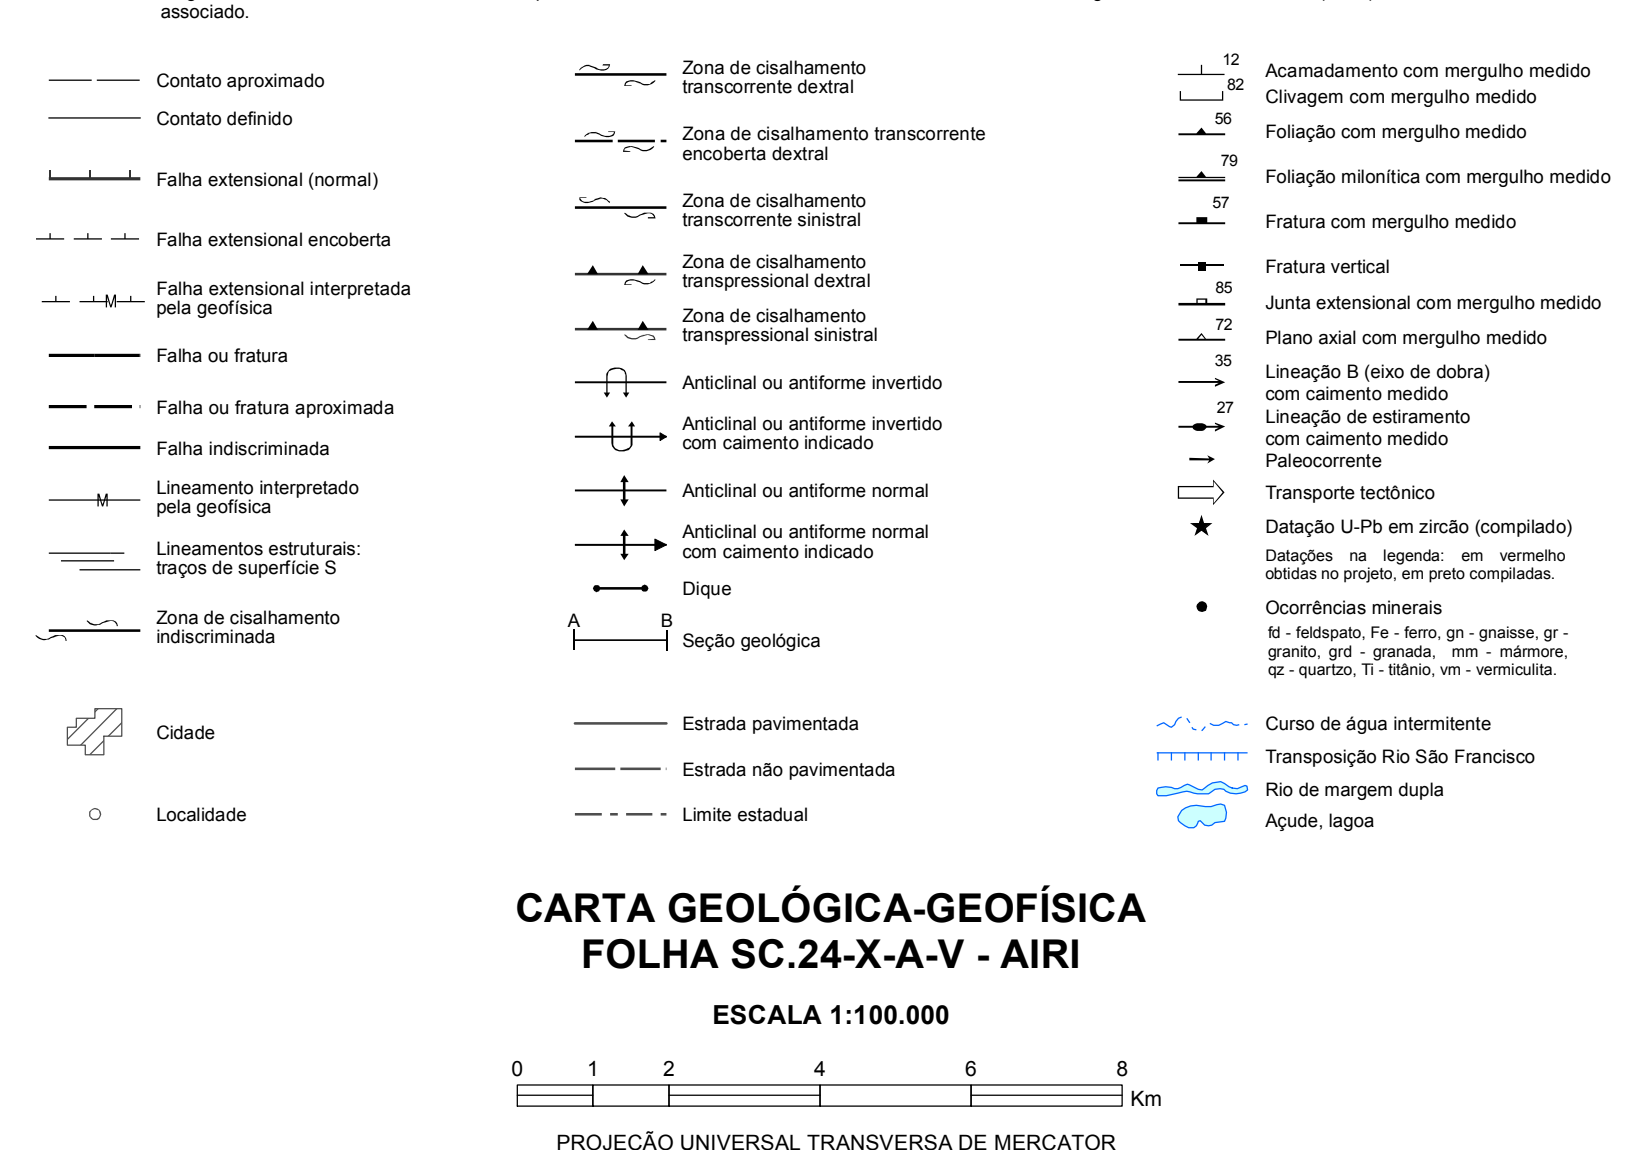 associado.
Contato aproximado
Contato definido
Falha extensional (normal)
Falha extensional encoberta
Falha extensional interpretada
pela geofísica
M
Falha ou fratura
Falha ou fratura aproximada
Falha indiscriminada
Lineamento interpretado
pela geofísica
M
Lineamentos estruturais:
traços de superfície S
Zona de cisalhamento
indiscriminada
Cidade
Localidade
Zona de cisalhamento
transcorrente dextral
Zona de cisalhamento transcorrente
encoberta dextral
Zona de cisalhamento
transcorrente sinistral
Zona de cisalhamento
transpressional dextral
Zona de cisalhamento
transpressional sinistral
Anticlinal ou antiforme invertido
Anticlinal ou antiforme invertido
com caimento indicado
Anticlinal ou antiforme normal
Anticlinal ou antiforme normal
com caimento indicado
Dique
A B
Seção geológica
Estrada pavimentada
Estrada não pavimentada
Limite estadual
12
Acamadamento com mergulho medido
82
Clivagem com mergulho medido
56
Foliação com mergulho medido
79
Foliação milonítica com mergulho medido
57
Fratura com mergulho medido
Fratura vertical
85
Junta extensional com mergulho medido
72
Plano axial com mergulho medido
35
Lineação B (eixo de dobra)
com caimento medido
27
Lineação de estiramento
com caimento medido
Paleocorrente
Transporte tectônico
Datação U-Pb em zircão (compilado)
Datações na legenda: em vermelho
obtidas no projeto, em preto compiladas.
Ocorrências minerais
fd - feldspato, Fe - ferro, gn - gnaisse, gr -
granito, grd - granada, mm - mármore,
qz - quartzo, Ti - titânio, vm - vermiculita.
Curso de água intermitente
Transposição Rio São Francisco
Rio de margem dupla
Açude, lagoa
CARTA GEOLÓGICA-GEOFÍSICA
FOLHA SC.24-X-A-V - AIRI
ESCALA 1:100.000
0 1 2 4 6 8
Km
PROJEÇÃO UNIVERSAL TRANSVERSA DE MERCATOR